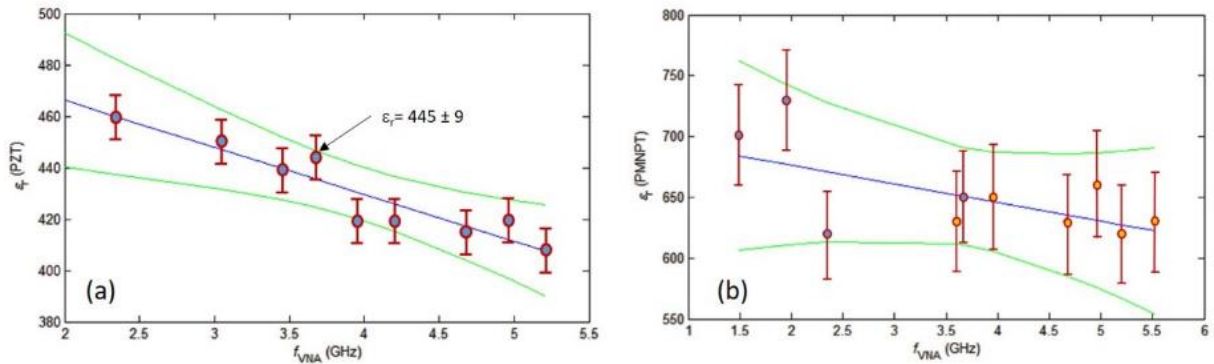 500
480
460
440
420
400
380
εr (PZT)
εr = 445 ± 9
(a)
2 2.5 3 3.5 4 4.5 5 5.5
fVNA (GHz)
800
750
700
650
600
550
εr (PMNPT)
(b)
1 1.5 2 2.5 3 3.5 4 4.5 5 5.5 6
fVNA (GHz)